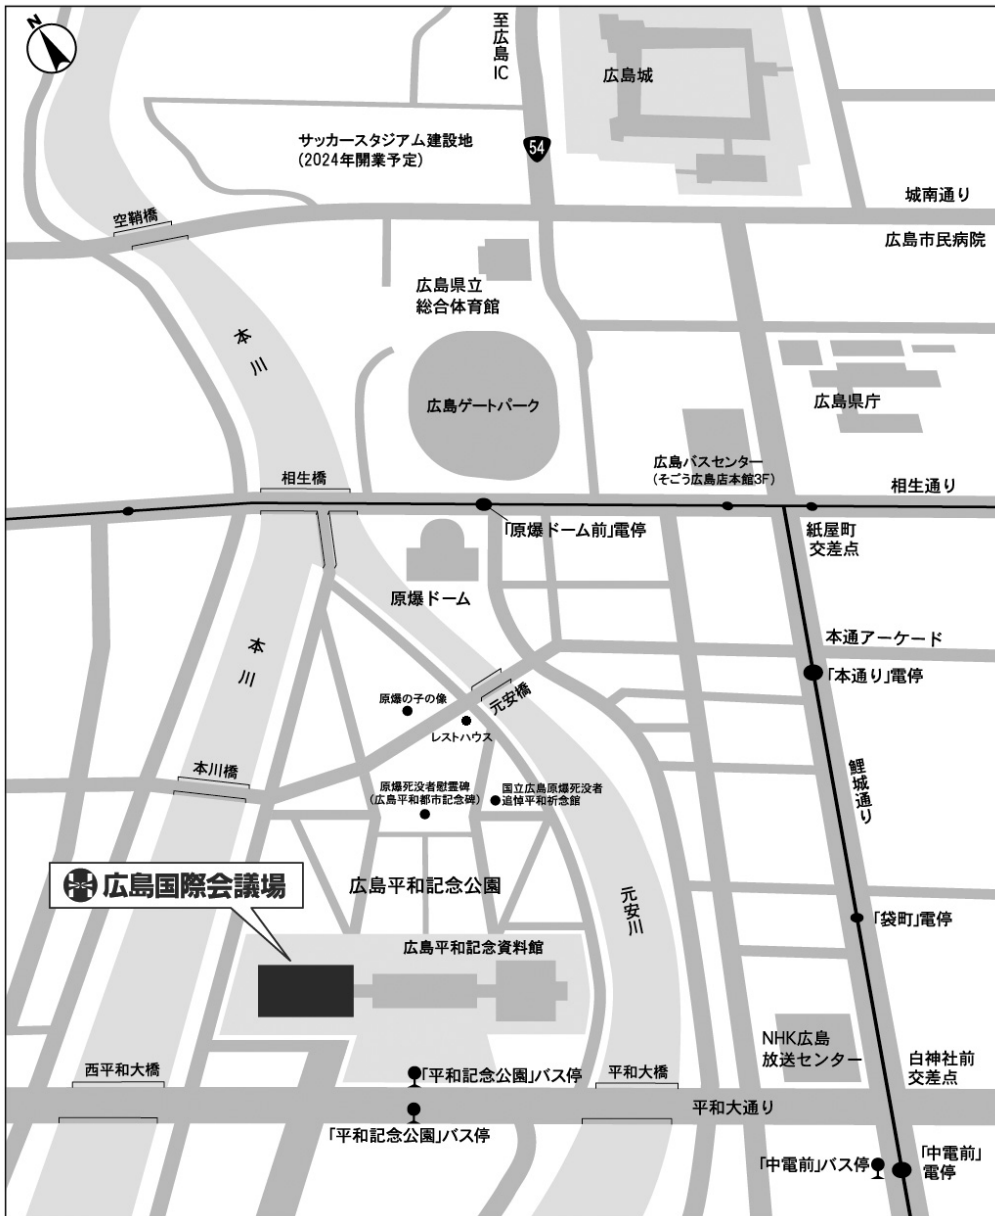 N
至広島IC
広島城
サッカースタジアム建設地
(2024年開業予定)
54
城南通り
空鞘橋
広島市民病院
広島県立
総合体育館
本川
広島ゲートパーク
広島県庁
広島バスセンター
(そごう広島店本館3F)
相生橋
相生通り
「原爆ドーム前」電停
紙屋町
交差点
原爆ドーム
本通アーケード
本川
「本通り」電停
原爆の子の像
元安橋
レストハウス
本川橋
鯉城通り
原爆死没者慰霊碑
(広島平和都市記念碑)
国立広島原爆死没者
追悼平和祈念館
広島国際会議場
広島平和記念公園
元安川
「袋町」電停
広島平和記念資料館
NHK広島
放送センター
白神社前
交差点
西平和大橋
「平和記念公園」バス停
平和大橋
平和大通り
「平和記念公園」バス停
「中電前」バス停
「中電前」
電停